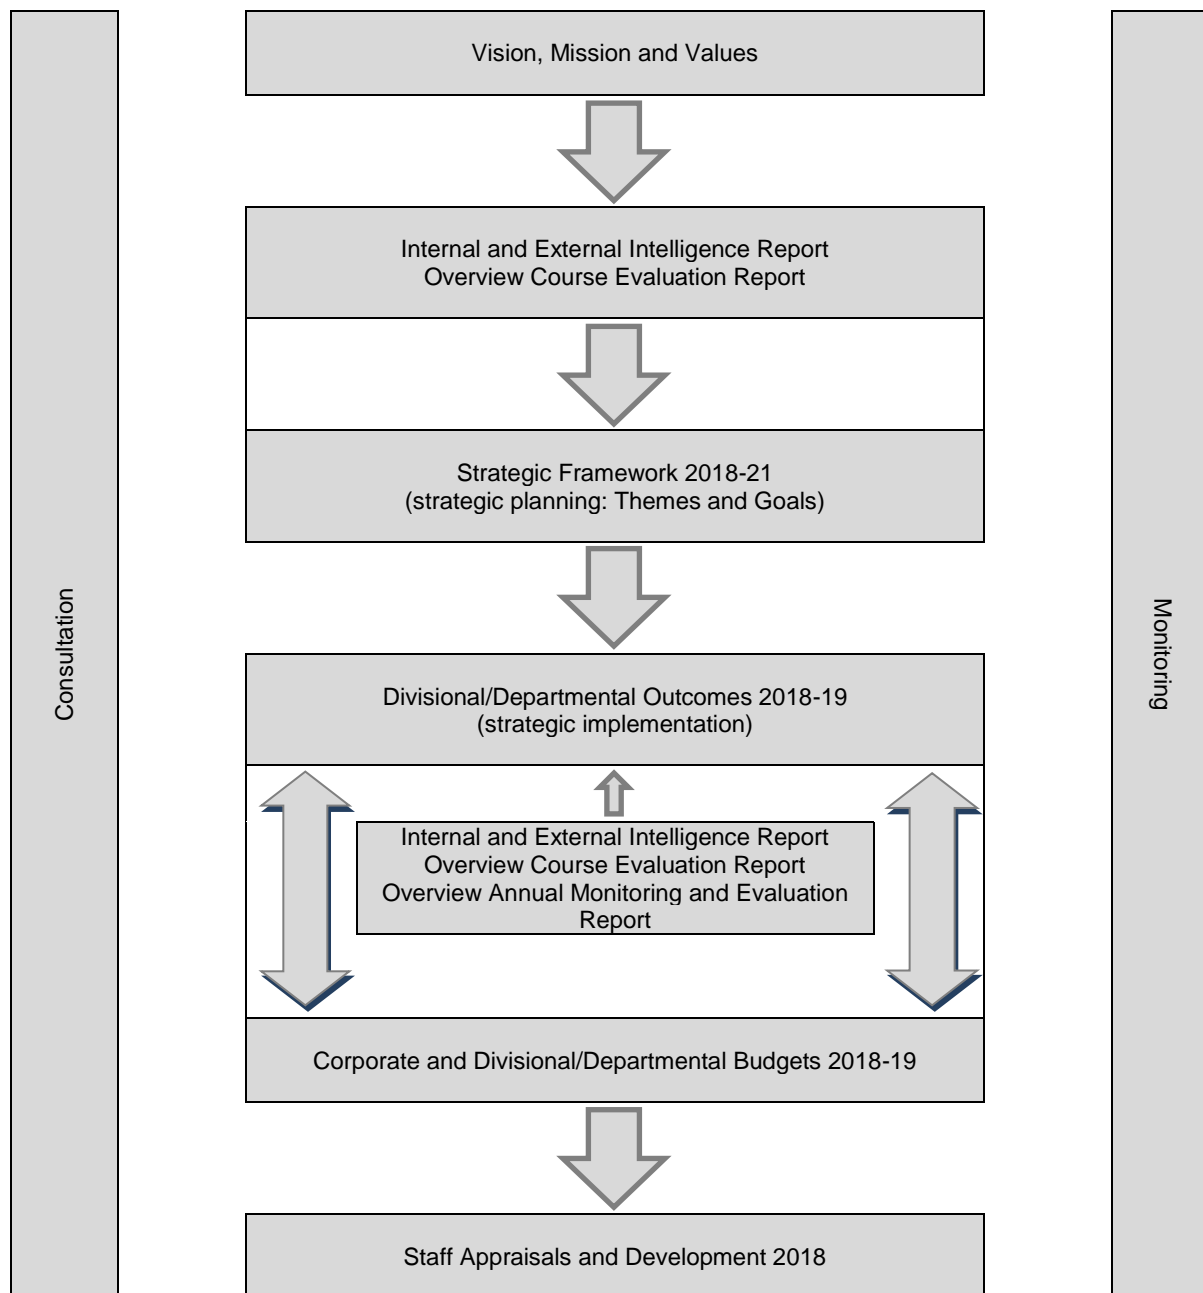 Vision, Mission and Values
Internal and External Intelligence Report
Overview Course Evaluation Report
Strategic Framework 2018-21
(strategic planning: Themes and Goals)
Consultation
Monitoring
Divisional/Departmental Outcomes 2018-19
(strategic implementation)
Internal and External Intelligence Report
Overview Course Evaluation Report
Overview Annual Monitoring and Evaluation
Report
Corporate and Divisional/Departmental Budgets 2018-19
Staff Appraisals and Development 2018